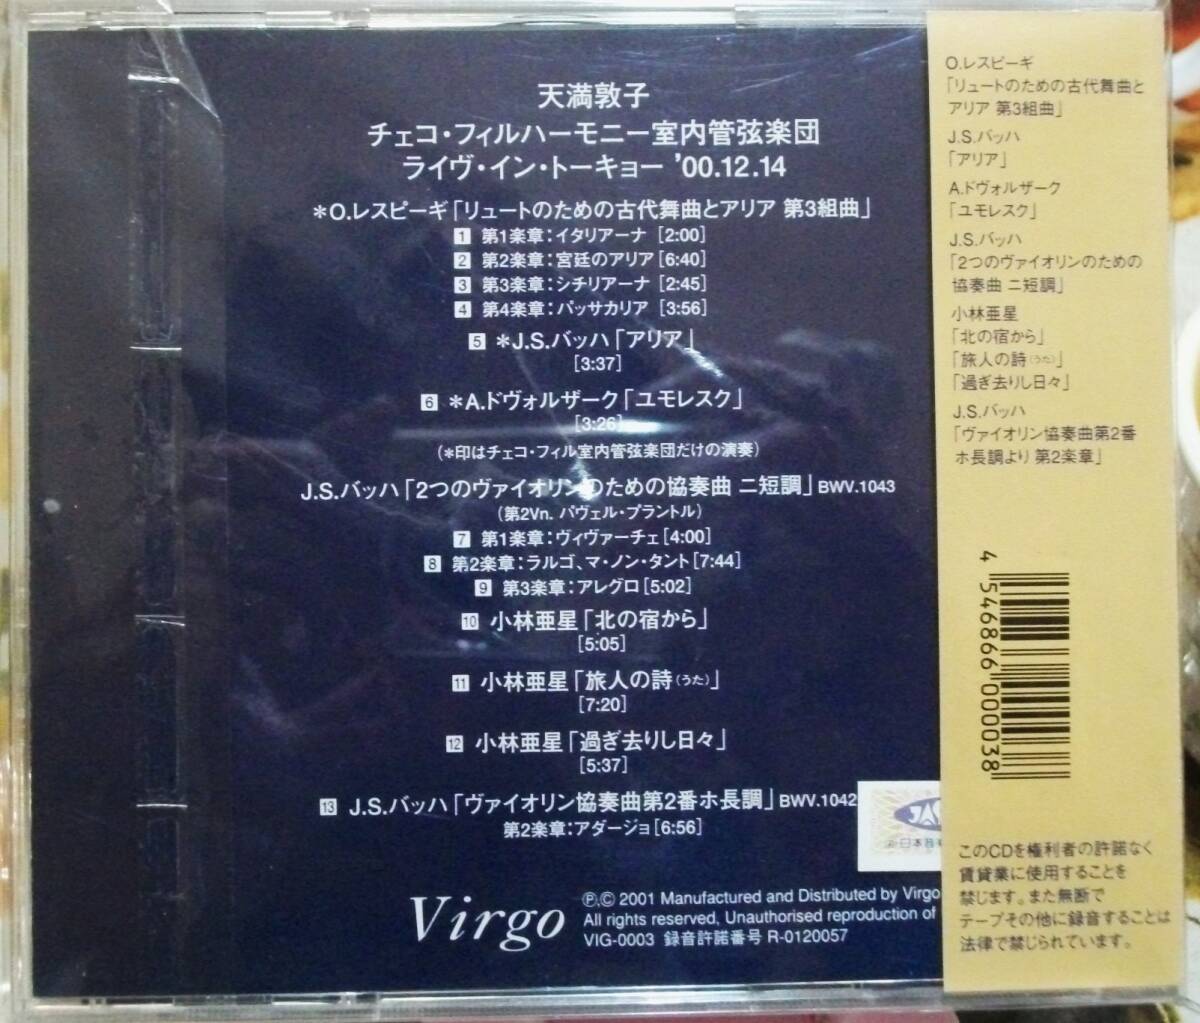 天満敦子
チェコ・フィルハーモニー室内管弦楽団
ライヴ・イン・トーキョー '00.12.14
＊O.レスピーギ「リュートのための古代舞曲とアリア 第3組曲」
1 第1楽章：イタリアーナ [2:00]
2 第2楽章：宮廷のアリア [6:40]
3 第3楽章：シチリアーナ [2:45]
4 第4楽章：パッサカリア [3:56]
5 ＊J.S.バッハ「アリア」
[3:37]
6 ＊A.ドヴォルザーク「ユモレスク」
[3:26]
（＊印はチェコ・フィル室内管弦楽団だけの演奏）
J.S.バッハ「2つのヴァイオリンのための協奏曲 ニ短調」BWV.1043
（第2Vn. パヴェル・プラントル）
7 第1楽章：ヴィヴァーチェ [4:00]
8 第2楽章：ラルゴ、マ・ノン・タント [7:44]
9 第3楽章：アレグロ [5:02]
10 小林亜星「北の宿から」
[5:05]
11 小林亜星「旅人の詩（うた）」
[7:20]
12 小林亜星「過ぎ去りし日々」
[5:37]
13 J.S.バッハ「ヴァイオリン協奏曲第2番ホ長調」BWV.1042
第2楽章：アダージョ [6:56]
Virgo
Ⓟ,Ⓒ 2001 Manufactured and Distributed by Virgo
All rights reserved, Unauthorised reproduction of
VIG-0003 録音許諾番号 R-0120057
JAS
日本音
O.レスピーギ
「リュートのための古代舞曲と
アリア 第3組曲」
J.S.バッハ
「アリア」
A.ドヴォルザーク
「ユモレスク」
J.S.バッハ
「2つのヴァイオリンのための
協奏曲 ニ短調」
小林亜星
「北の宿から」
「旅人の詩（うた）」
「過ぎ去りし日々」
J.S.バッハ
「ヴァイオリン協奏曲第2番
ホ長調より 第2楽章」
4 546866 000038
このCDを権利者の許諾なく
賃貸業に使用することを
禁じます。また無断で
テープその他に録音することは
法律で禁じられています。